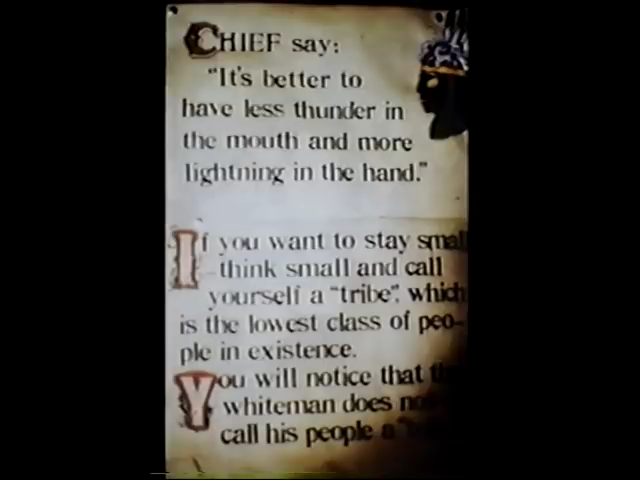 CHIEF say:
"It's better to
have less thunder in
the mouth and more
lightning in the hand."
If you want to stay small
think small and call
yourself a "tribe", which
is the lowest class of peo-
ple in existence.
You will notice that
whiteman does
call his people a